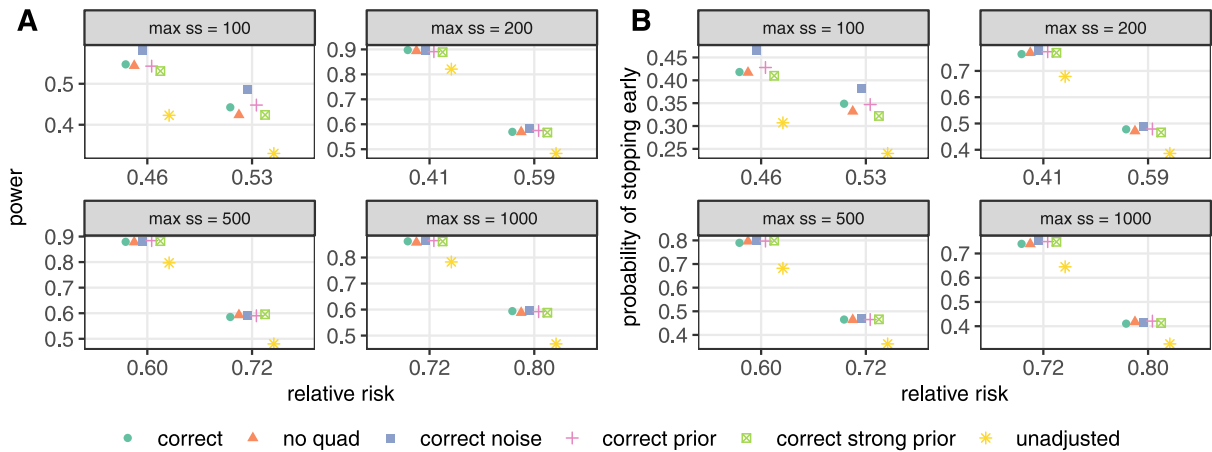 A
B
max ss = 100
max ss = 200
max ss = 100
max ss = 200
0.5
0.4
0.9
0.8
0.7
0.6
0.5
0.45
0.40
0.35
0.30
0.25
0.7
0.6
0.5
0.4
0.46
0.53
0.41
0.59
0.46
0.53
0.41
0.59
power
probability of stopping early
max ss = 500
max ss = 1000
max ss = 500
max ss = 1000
0.9
0.8
0.7
0.6
0.5
0.8
0.7
0.6
0.5
0.8
0.7
0.6
0.5
0.4
0.7
0.6
0.5
0.4
0.60
0.72
0.72
0.80
0.60
0.72
0.72
0.80
relative risk
relative risk
correct
no quad
correct noise
correct prior
correct strong prior
unadjusted